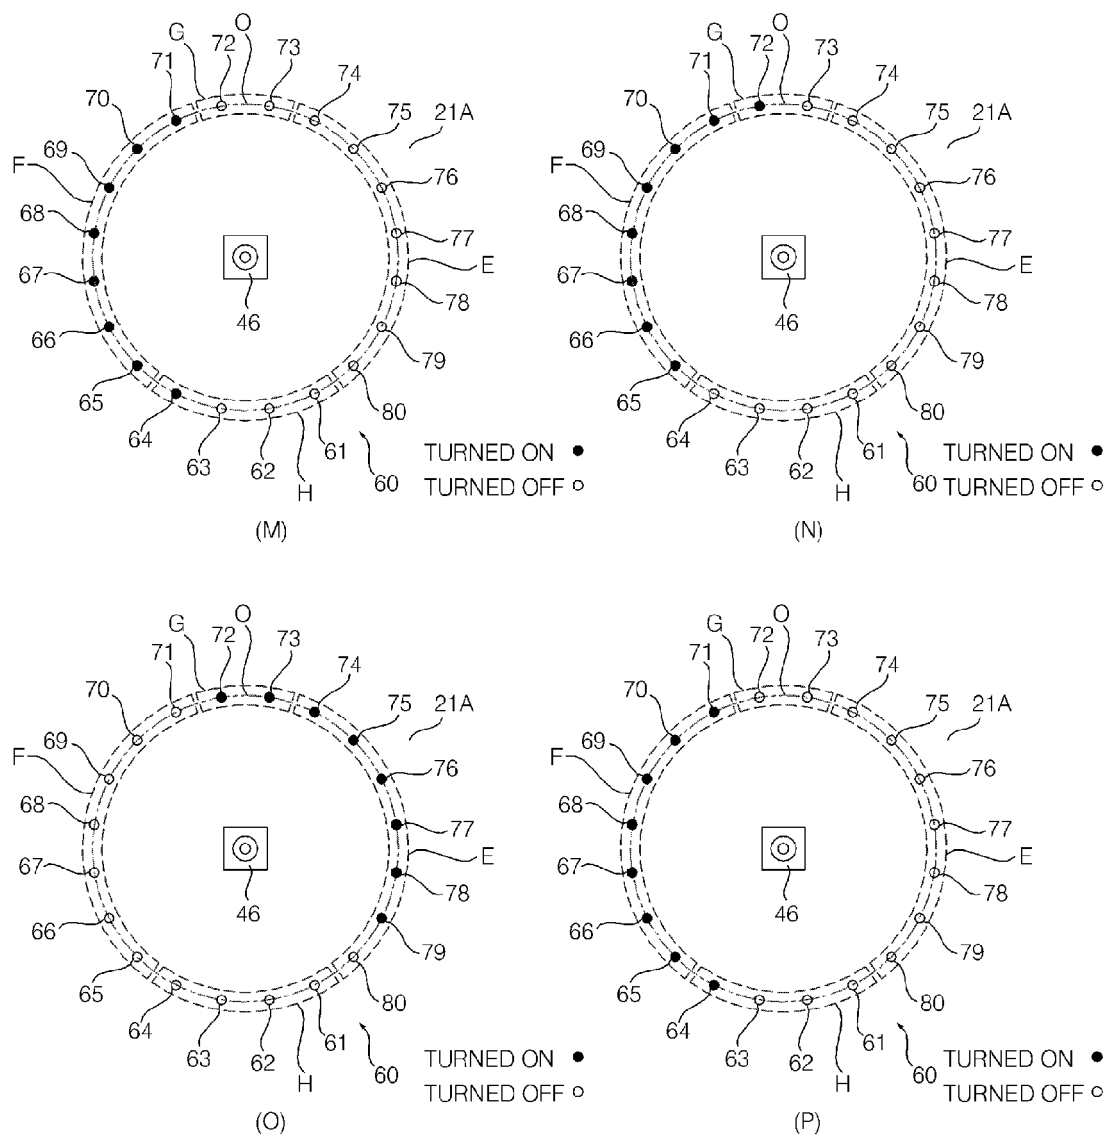 G 72 O 73
71 74
70 75 21A
69 76
F
68 77
E
67 78
46
66 79
65 80
64 63 62 61
H 60
TURNED ON ●
TURNED OFF ○
(M)
G 72 O 73
71 74
70 75 21A
69 76
F
68 77
E
67 78
46
66 79
65 80
64 63 62 61
H 60
TURNED ON ●
TURNED OFF ○
(N)
G 72 O 73
71 74
70 75 21A
69 76
F
68 77
E
67 78
46
66 79
65 80
64 63 62 61
H 60
TURNED ON ●
TURNED OFF ○
(O)
G 72 O 73
71 74
70 75 21A
69 76
F
68 77
E
67 78
46
66 79
65 80
64 63 62 61
H 60
TURNED ON ●
TURNED OFF ○
(P)